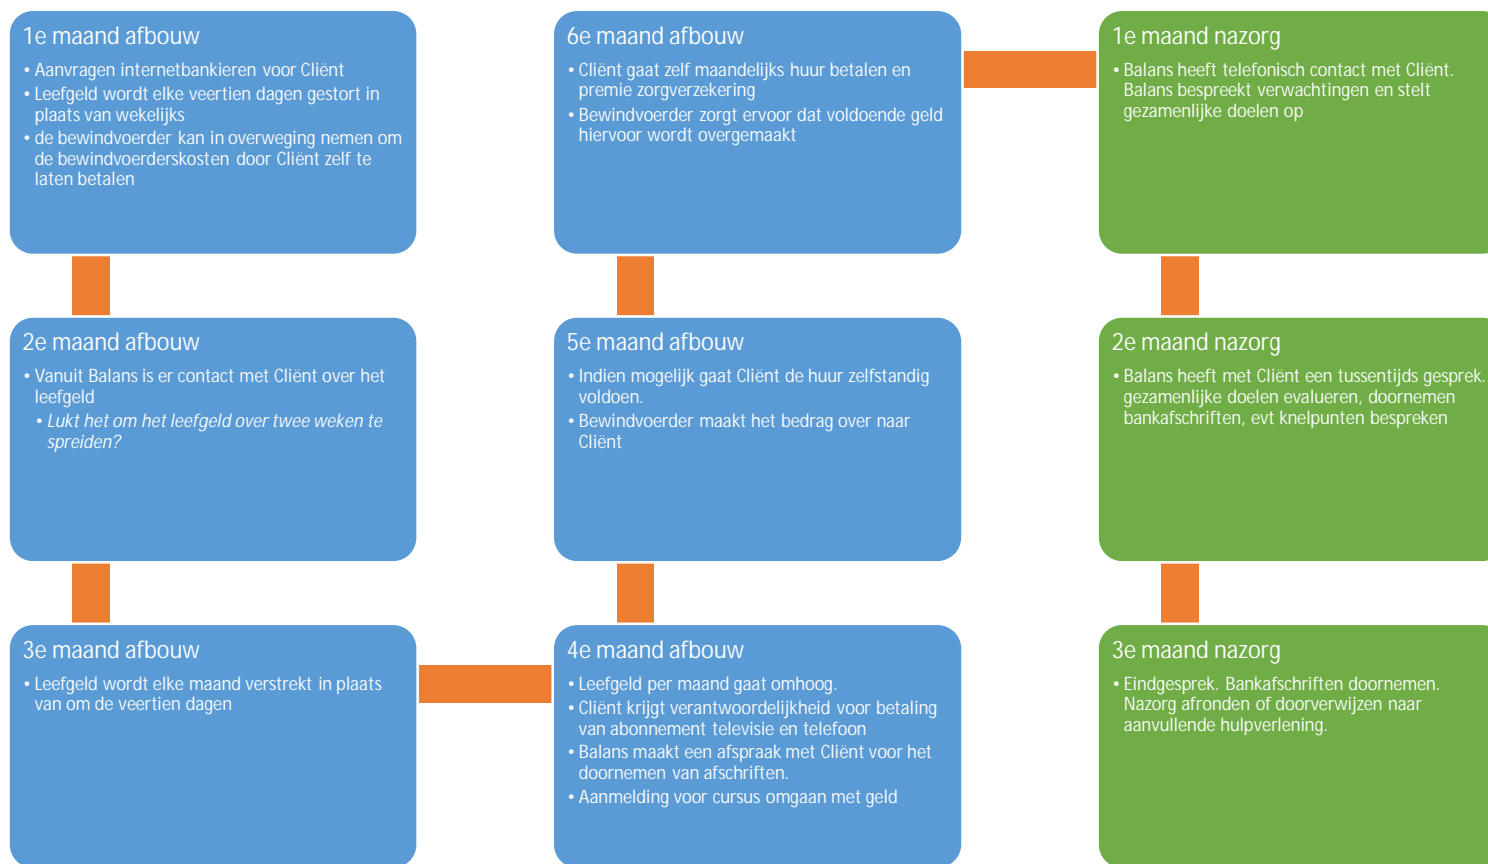 1e maand afbouw
• Aanvragen internetbankieren voor Cliënt
• Leefgeld wordt elke veertien dagen gestort in
plaats van wekelijks
• de bewindvoerder kan in overweging nemen om
de bewindvoerderskosten door Cliënt zelf te
laten betalen
2e maand afbouw
• Vanuit Balans is er contact met Cliënt over het
leefgeld
• Lukt het om het leefgeld over twee weken te
spreiden?
3e maand afbouw
• Leefgeld wordt elke maand verstrekt in plaats
van om de veertien dagen
4e maand afbouw
• Leefgeld per maand gaat omhoog.
• Cliënt krijgt verantwoordelijkheid voor betaling
van abonnement televisie en telefoon
• Balans maakt een afspraak met Cliënt voor het
doornemen van afschriften.
• Aanmelding voor cursus omgaan met geld
5e maand afbouw
• Indien mogelijk gaat Cliënt de huur zelfstandig
voldoen.
• Bewindvoerder maakt het bedrag over naar
Cliënt
6e maand afbouw
• Cliënt gaat zelf maandelijks huur betalen en
premie zorgverzekering
• Bewindvoerder zorgt ervoor dat voldoende geld
hiervoor wordt overgemaakt
1e maand nazorg
• Balans heeft telefonisch contact met Cliënt.
Balans bespreekt verwachtingen en stelt
gezamenlijke doelen op
2e maand nazorg
• Balans heeft met Cliënt een tussentijds gesprek.
gezamenlijke doelen evalueren, doornemen
bankafschriften, evt knelpunten bespreken
3e maand nazorg
• Eindgesprek. Bankafschriften doornemen.
Nazorg afronden of doorverwijzen naar
aanvullende hulpverlening.